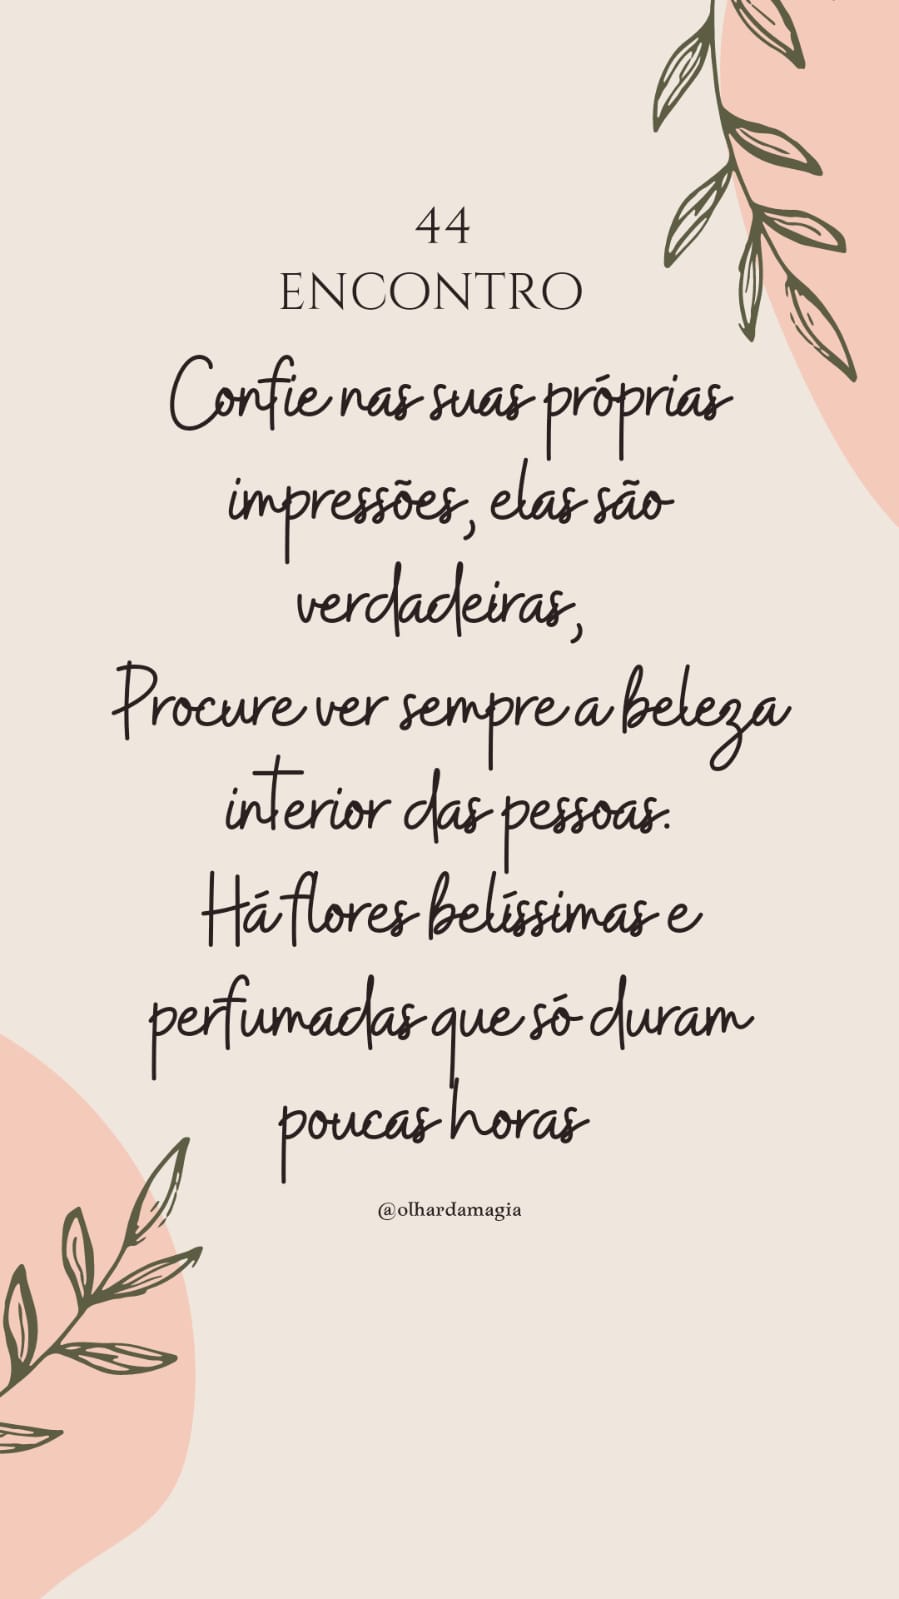 44
ENCONTRO
Confie nas suas próprias
impressões, elas são
verdadeiras,
Procure ver sempre a beleza
interior das pessoas.
Há flores belíssimas e
perfumadas que só duram
poucas horas
@olhardamagia